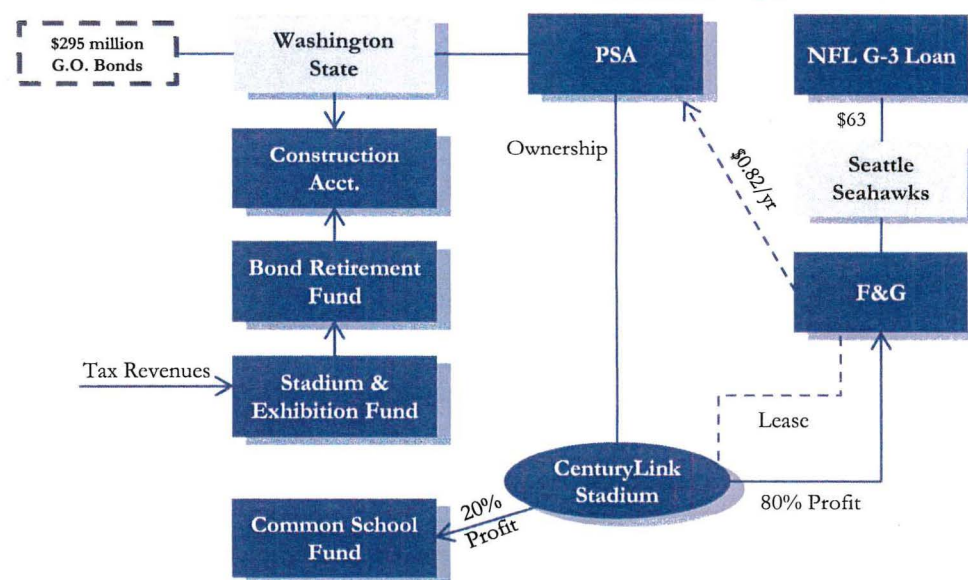 $295 million
G.O. Bonds
Washington
State
PSA
NFL G-3 Loan
$63
Ownership
Construction
Acct.
$0.82/yr
Seattle
Seahawks
Bond Retirement
Fund
F&G
Tax Revenues
Stadium &
Exhibition Fund
Lease
CenturyLink
Stadium
80% Profit
20%
Profit
Common School
Fund